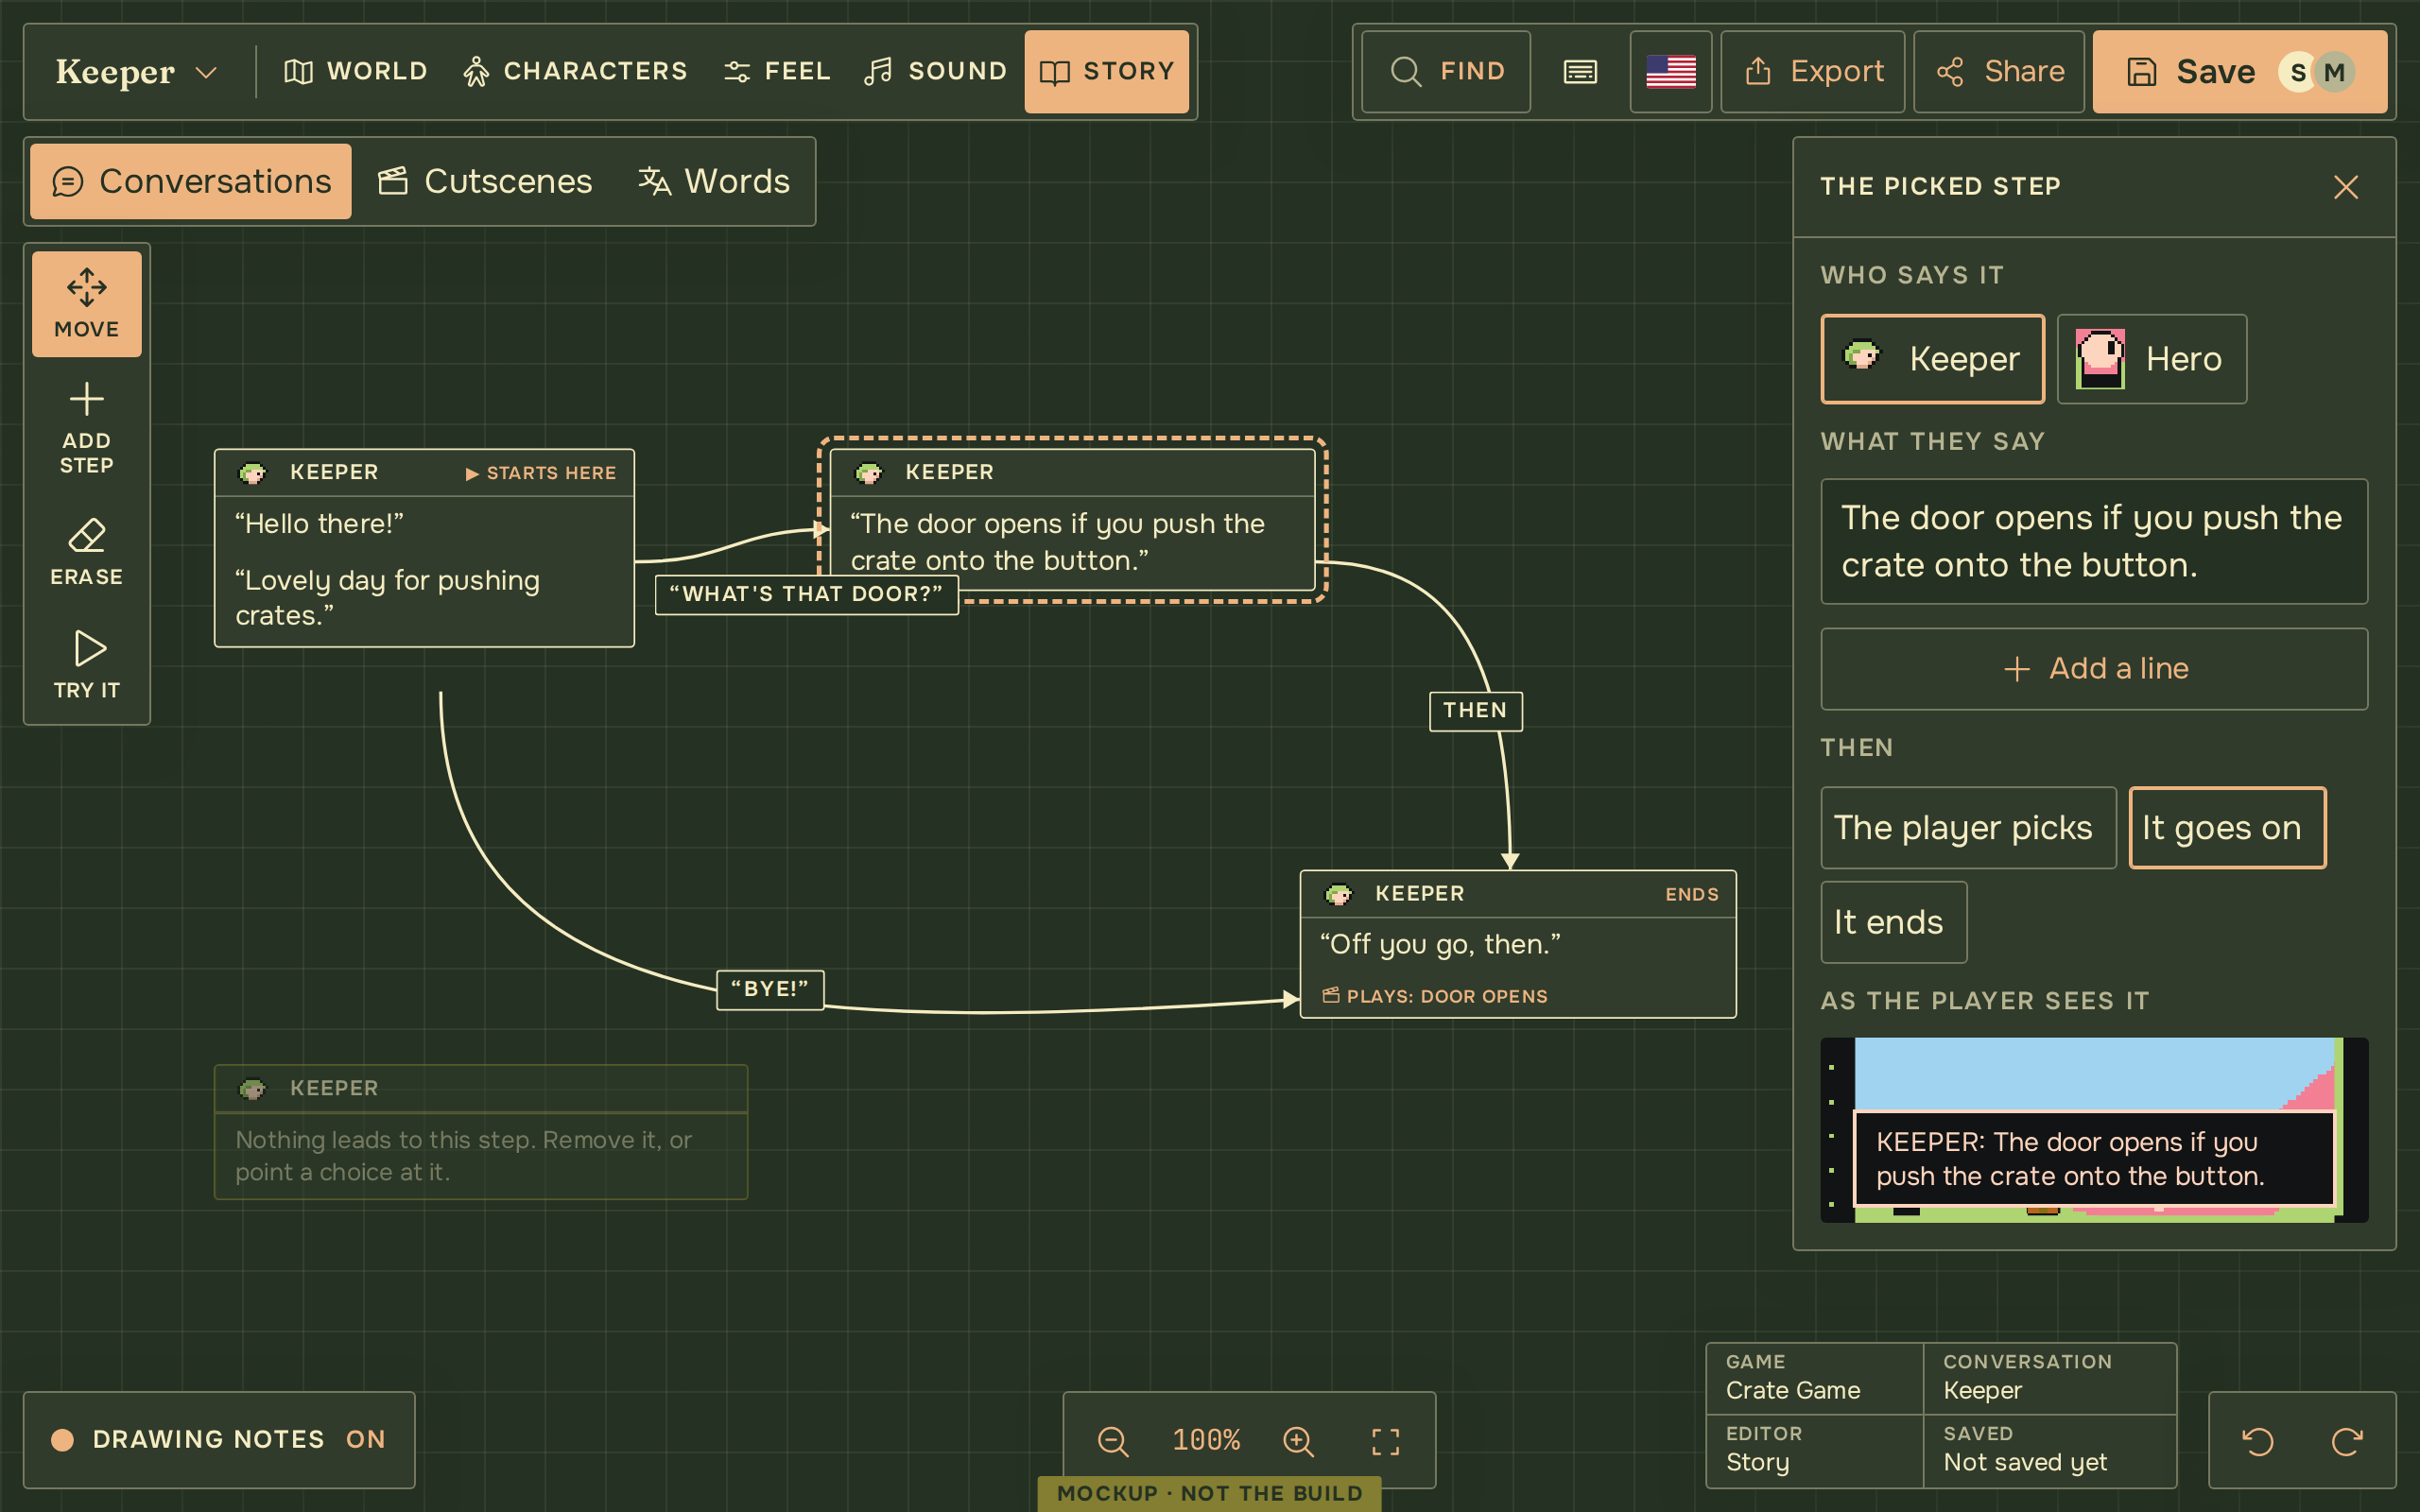 Keeper
WORLD
CHARACTERS
FEEL
SOUND
STORY
FIND
Export
Share
Save
S
M
Conversations
Cutscenes
Words
MOVE
ADD
STEP
ERASE
TRY IT
KEEPER
▶ STARTS HERE
“Hello there!”
“Lovely day for pushing
crates.”
KEEPER
“The door opens if you push the
crate onto the button.”
“WHAT'S THAT DOOR?”
THEN
“BYE!”
KEEPER
ENDS
“Off you go, then.”
PLAYS: DOOR OPENS
KEEPER
Nothing leads to this step. Remove it, or
point a choice at it.
THE PICKED STEP
WHO SAYS IT
Keeper
Hero
WHAT THEY SAY
The door opens if you push the
crate onto the button.
Add a line
THEN
The player picks
It goes on
It ends
AS THE PLAYER SEES IT
KEEPER: The door opens if you
push the crate onto the button.
DRAWING NOTES ON
100%
MOCKUP · NOT THE BUILD
GAME
Crate Game
CONVERSATION
Keeper
EDITOR
Story
SAVED
Not saved yet